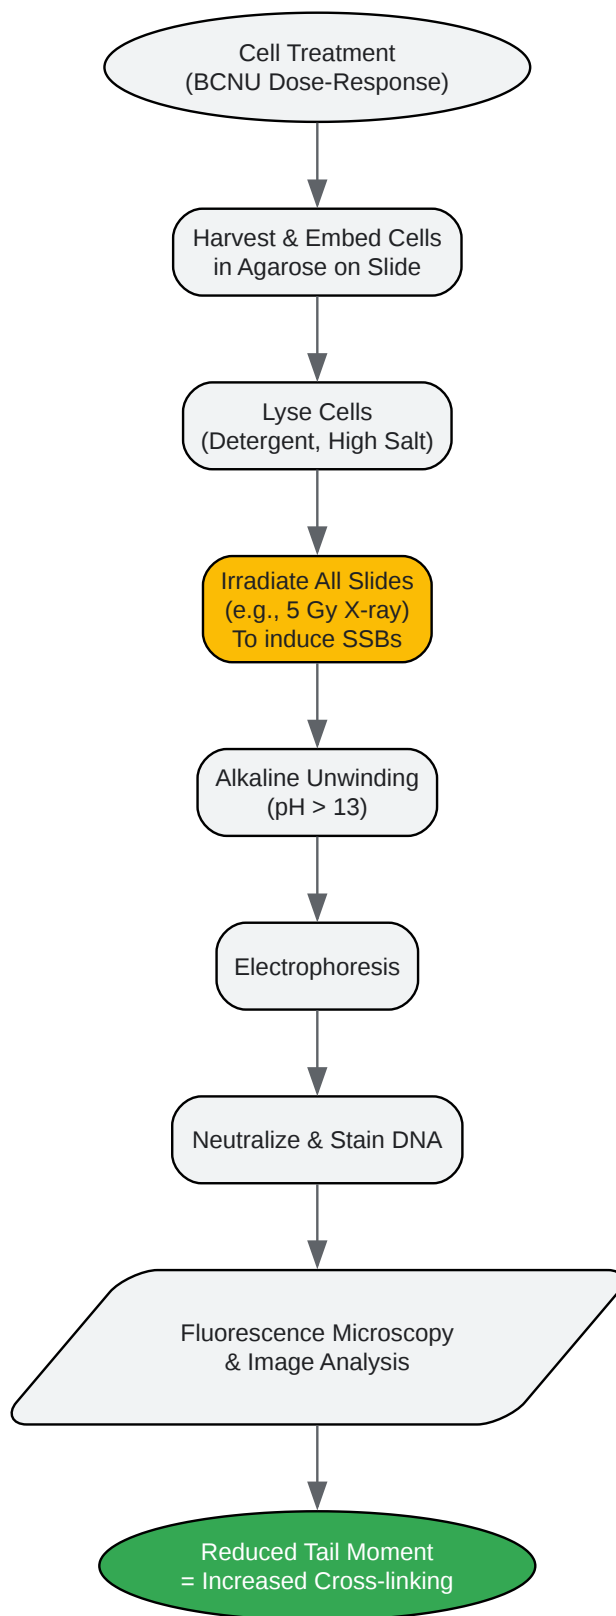 Cell Treatment
(BCNU Dose-Response)
Harvest & Embed Cells
in Agarose on Slide
Lyse Cells
(Detergent, High Salt)
Irradiate All Slides
(e.g., 5 Gy X-ray)
To induce SSBs
Alkaline Unwinding
(pH > 13)
Electrophoresis
Neutralize & Stain DNA
Fluorescence Microscopy
& Image Analysis
Reduced Tail Moment
= Increased Cross-linking